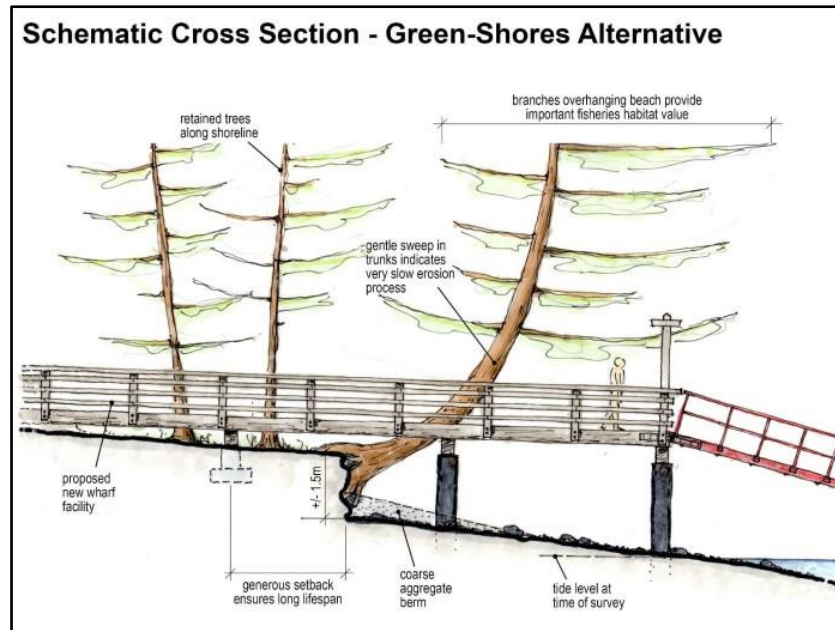 Schematic Cross Section - Green-Shores Alternative
branches overhanging beach provide
important fisheries habitat value
retained trees
along shoreline
gentle sweep in
trunks indicates
very slow erosion
process
proposed
new wharf
facility
+/- 1.5m
generous setback
ensures long lifespan
coarse
aggregate
berm
tide level at
time of survey